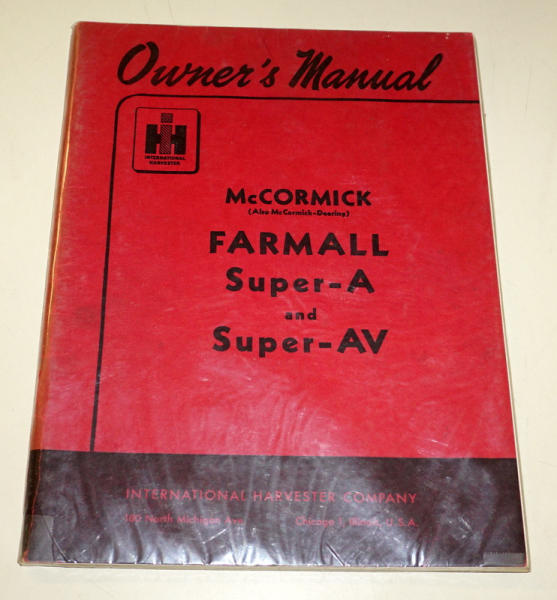 Owner's Manual
IH
INTERNATIONAL
HARVESTER
McCORMICK
(Also McCormick-Deering)
FARMALL
Super-A
and
Super-AV
INTERNATIONAL HARVESTER COMPANY
180 North Michigan Ave. Chicago 1, Illinois, U.S.A.